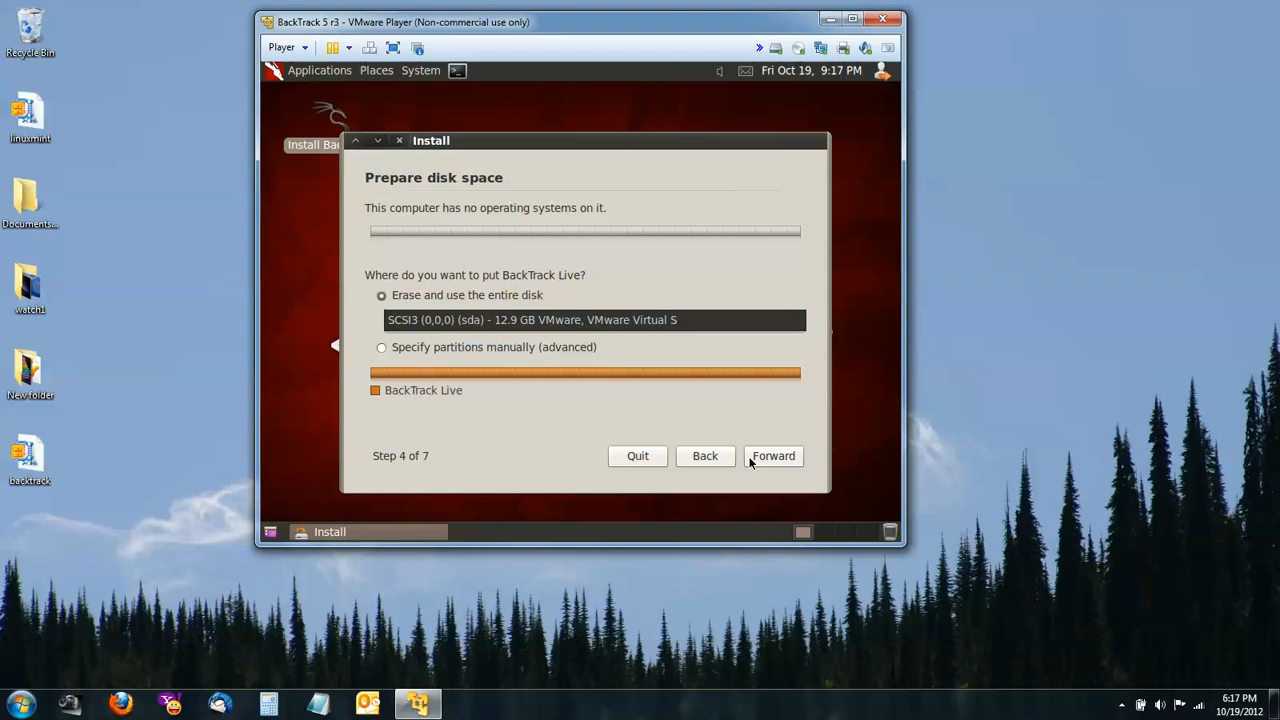 Recycle Bin
linuxmint
Documents...
watch1
New folder
backtrack
BackTrack 5 r3 - VMware Player (Non-commercial use only)
Player
»
Applications Places System
Fri Oct 19, 9:17 PM
Install Bac
Install
Prepare disk space
This computer has no operating systems on it.
Where do you want to put BackTrack Live?
Erase and use the entire disk
SCSI3 (0,0,0) (sda) - 12.9 GB VMware, VMware Virtual S
Specify partitions manually (advanced)
BackTrack Live
Step 4 of 7
Quit
Back
Forward
Install
6:17 PM
10/19/2012